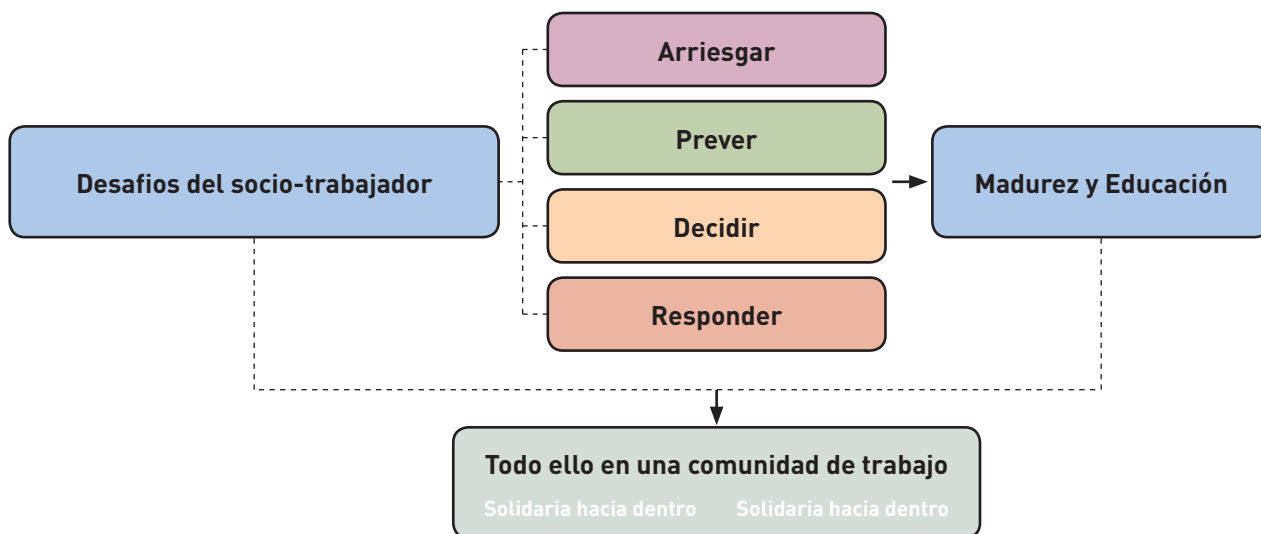 Arriesgar
Prever
Desafios del socio-trabajador
Madurez y Educación
Decidir
Responder
Todo ello en una comunidad de trabajo
Solidaria hacia dentro Solidaria hacia dentro